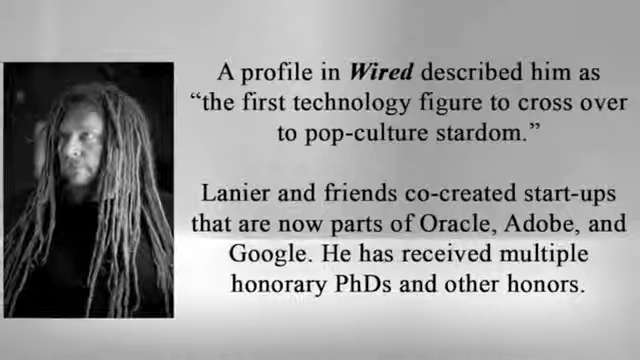 A profile in Wired described him as
“the first technology figure to cross over
to pop-culture stardom.”
Lanier and friends co-created start-ups
that are now parts of Oracle, Adobe, and
Google. He has received multiple
honorary PhDs and other honors.